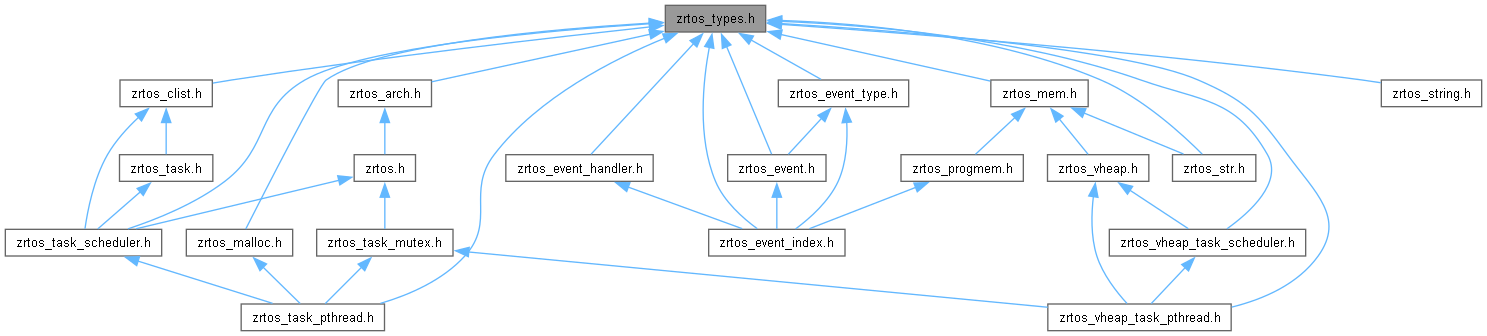 zrtos_types.h
zrtos_clist.h
zrtos_arch.h
zrtos_event_type.h
zrtos_mem.h
zrtos_string.h
zrtos_task.h
zrtos.h
zrtos_event_handler.h
zrtos_event.h
zrtos_progmem.h
zrtos_vheap.h
zrtos_str.h
zrtos_task_scheduler.h
zrtos_malloc.h
zrtos_task_mutex.h
zrtos_event_index.h
zrtos_vheap_task_scheduler.h
zrtos_task_pthread.h
zrtos_vheap_task_pthread.h